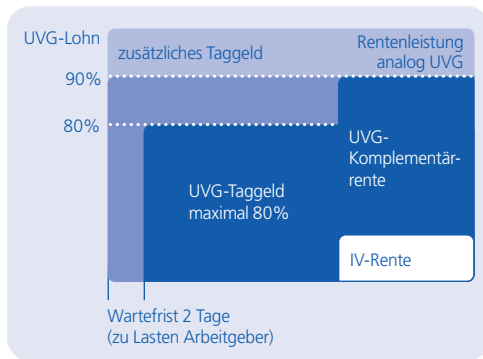 UVG-Lohn
zusätzliches Taggeld
Rentenleistung
analog UVG
90%
80%
UVG-Taggeld
maximal 80%
UVG-
Komplementär-
rente
IV-Rente
Wartefrist 2 Tage
(zu Lasten Arbeitgeber)